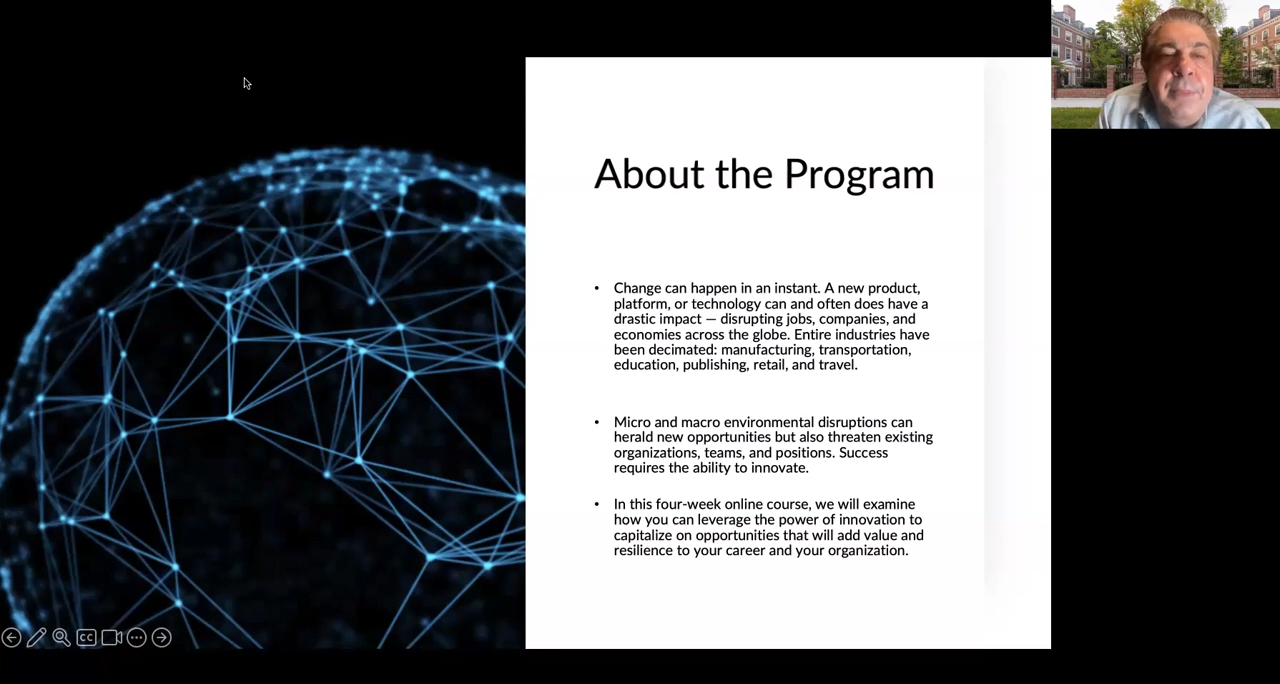 About the Program
• Change can happen in an instant. A new product,
platform, or technology can and often does have a
drastic impact — disrupting jobs, companies, and
economies across the globe. Entire industries have
been decimated: manufacturing, transportation,
education, publishing, retail, and travel.
• Micro and macro environmental disruptions can
herald new opportunities but also threaten existing
organizations, teams, and positions. Success
requires the ability to innovate.
• In this four-week online course, we will examine
how you can leverage the power of innovation to
capitalize on opportunities that will add value and
resilience to your career and your organization.
CC